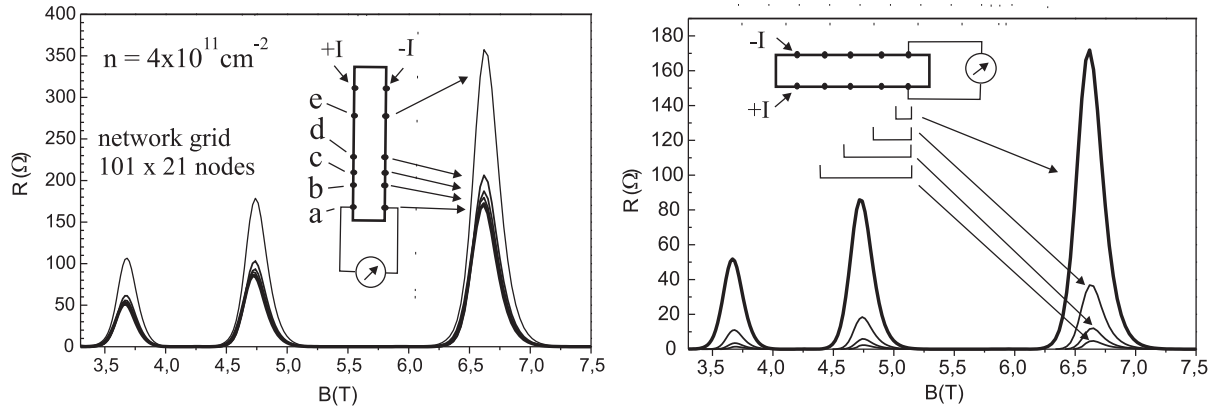 n = 4x10^11 cm^-2
network grid
101 x 21 nodes
+I -I
e
d
c
b
a
400
350
300
250
200
150
100
50
0
R(Ω)
3,5 4,0 4,5 5,0 5,5 6,0 6,5 7,0 7,5
B(T)
-I
+I
180
160
140
120
100
80
60
40
20
0
R(Ω)
3,5 4,0 4,5 5,0 5,5 6,0 6,5 7,0 7,5
B(T)